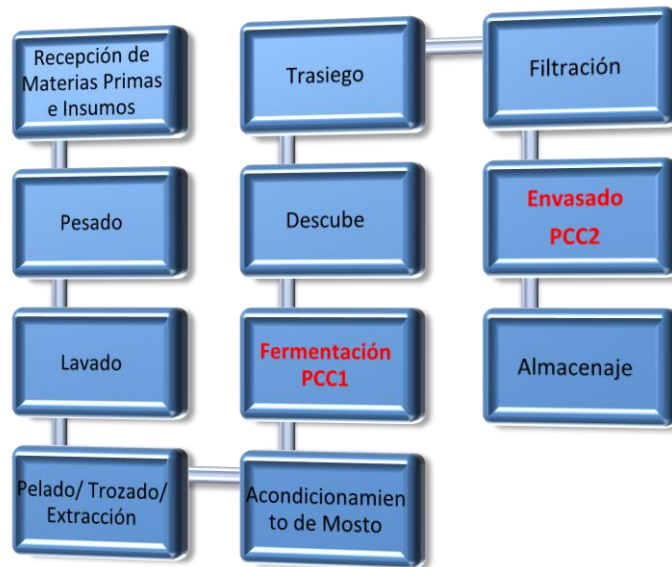 Recepción de
Materias Primas
e Insumos
Pesado
Lavado
Pelado/ Trozado/
Extracción
Acondicionamien
to de Mosto
Fermentación
PCC1
Descube
Trasiego
Filtración
Envasado
PCC2
Almacenaje